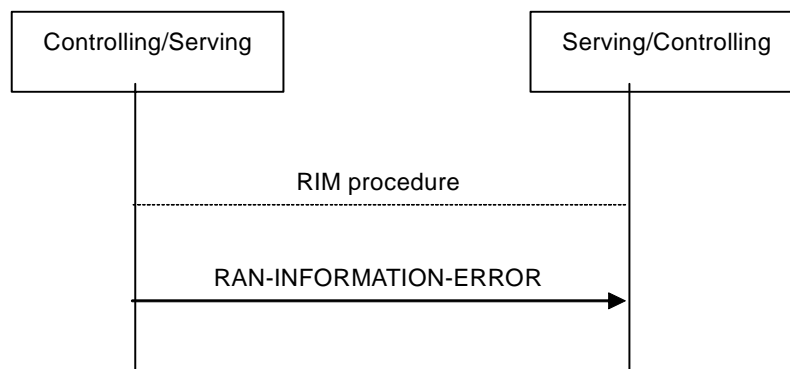 Controlling/Serving
Serving/Controlling
RIM procedure
RAN-INFORMATION-ERROR